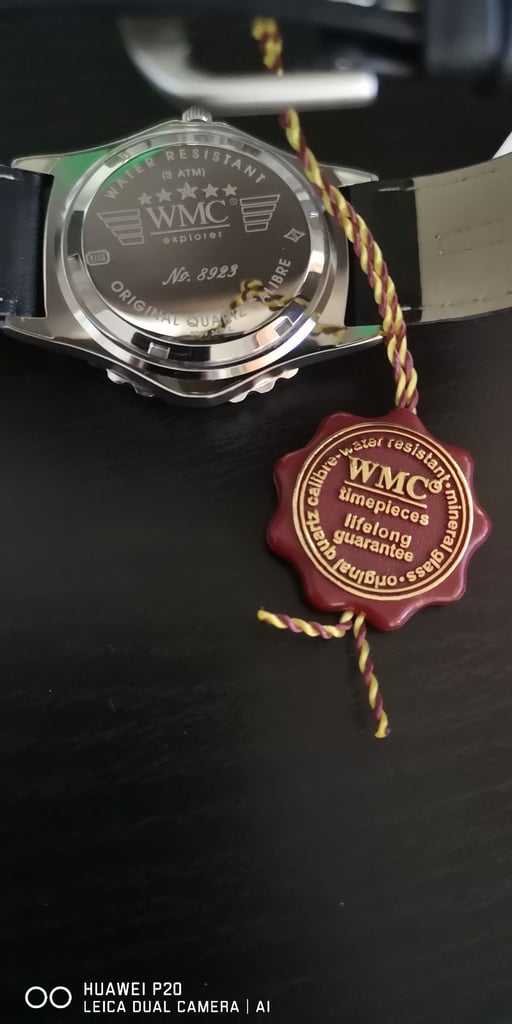 WATER RESISTANT
(3 ATM)
WMC®
explorer
No. 8923
ORIGINAL QUARTZ CALIBRE
water resistant • mineral glass • original quartz calibre •
WMC®
timepieces
lifelong
guarantee
HUAWEI P20
LEICA DUAL CAMERA | AI